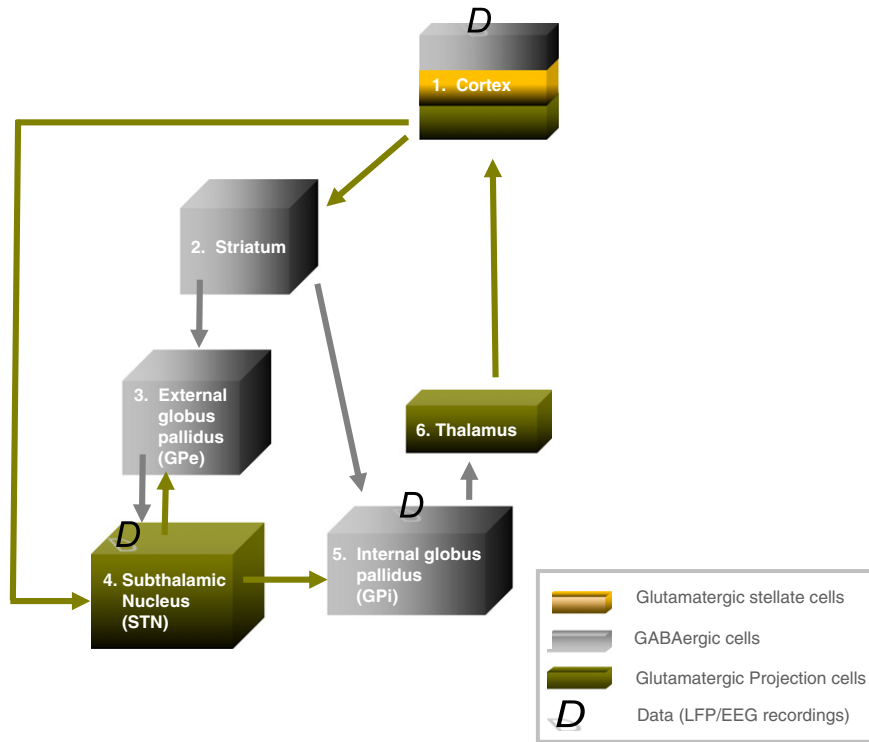 D
1. Cortex
2. Striatum
3. External
globus
pallidus
(GPe)
D
4. Subthalamic
Nucleus
(STN)
D
5. Internal globus
pallidus
(GPi)
6. Thalamus
Glutamatergic stellate cells
GABAergic cells
Glutamatergic Projection cells
D Data (LFP/EEG recordings)